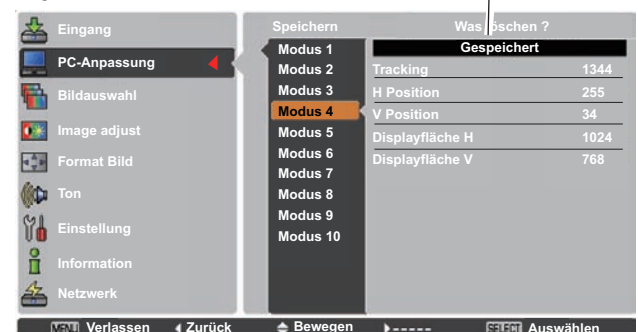 Eingang
PC-Anpassung
Bildauswahl
Image adjust
Format Bild
Ton
Einstellung
Information
Netzwerk
Speichern
Modus 1
Modus 2
Modus 3
Modus 4
Modus 5
Modus 6
Modus 7
Modus 8
Modus 9
Modus 10
Was löschen ?
Gespeichert
Tracking 1344
H Position 255
V Position 34
Displayfläche H 1024
Displayfläche V 768
MENU Verlassen Zurück Bewegen ----- SELECT Auswählen